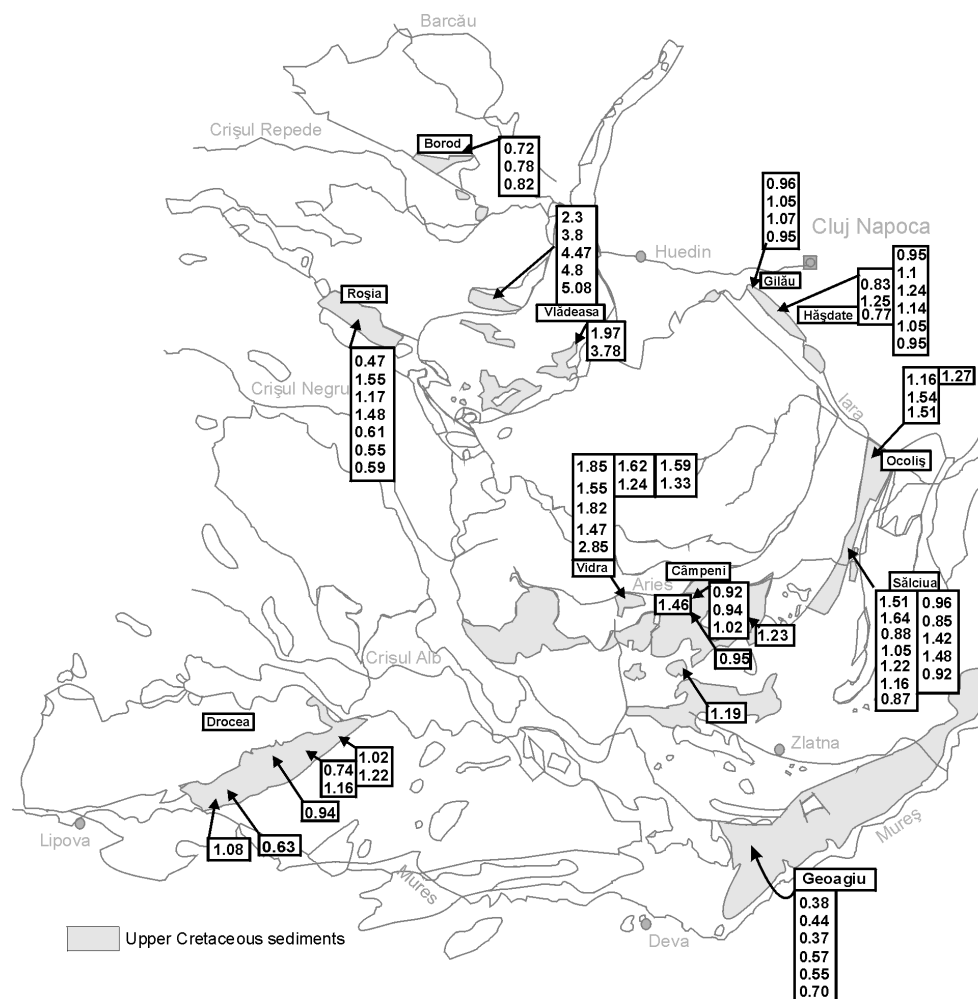 Barcău
Crişul Repede
Borod
0.72
0.78
0.82
0.96
1.05
1.07
0.95
Cluj Napoca
2.3
3.8
4.47
4.8
5.08
Vlădeasa
1.97
3.78
Huedin
Gilău
Hăşdate
0.83
1.25
0.77
0.95
1.1
1.24
1.14
1.05
0.95
Roşia
0.47
1.55
1.17
1.48
0.61
0.55
0.59
Crişul Negru
Iara
1.16 1.27
1.54
1.51
Ocoliş
1.85 1.62 1.59
1.55 1.24 1.33
1.82
1.47
2.85
Vidra
Arieş
Câmpeni
1.46
0.92
0.94
1.02
1.23
0.95
1.19
Sălciua
1.51 0.96
1.64 0.85
0.88 1.42
1.05 1.48
1.22 0.92
1.16
0.87
Crisul Alb
Drocea
1.02
1.22
0.74
1.16
0.94
0.63
1.08
Lipova
Zlatna
Mureş
Mureş
Geoagiu
0.38
0.44
0.37
0.57
0.55
0.70
Deva
Upper Cretaceous sediments